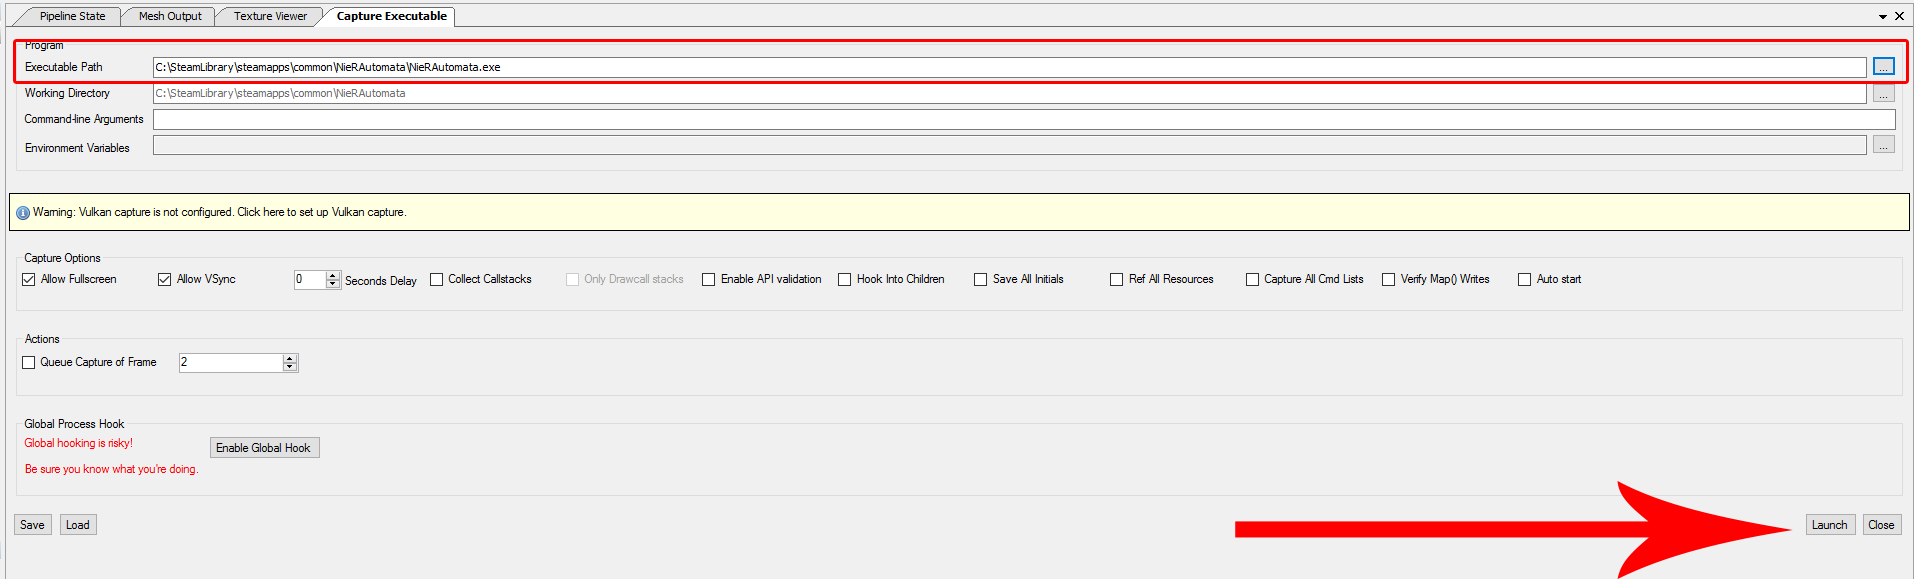 Pipeline State Mesh Output Texture Viewer Capture Executable
Program
Executable Path C:\SteamLibrary\steamapps\common\NieRAutomata\NieRAutomata.exe ...
Working Directory C:\SteamLibrary\steamapps\common\NieRAutomata ...
Command-line Arguments
Environment Variables ...
Warning: Vulkan capture is not configured. Click here to set up Vulkan capture.
Capture Options
Allow Fullscreen Allow VSync 0 Seconds Delay Collect Callstacks Only Drawcall stacks Enable API validation Hook Into Children Save All Initials Ref All Resources Capture All Cmd Lists Verify Map() Writes Auto start
Actions
Queue Capture of Frame 2
Global Process Hook
Global hooking is risky!
Enable Global Hook
Be sure you know what you're doing.
Save Load Launch Close